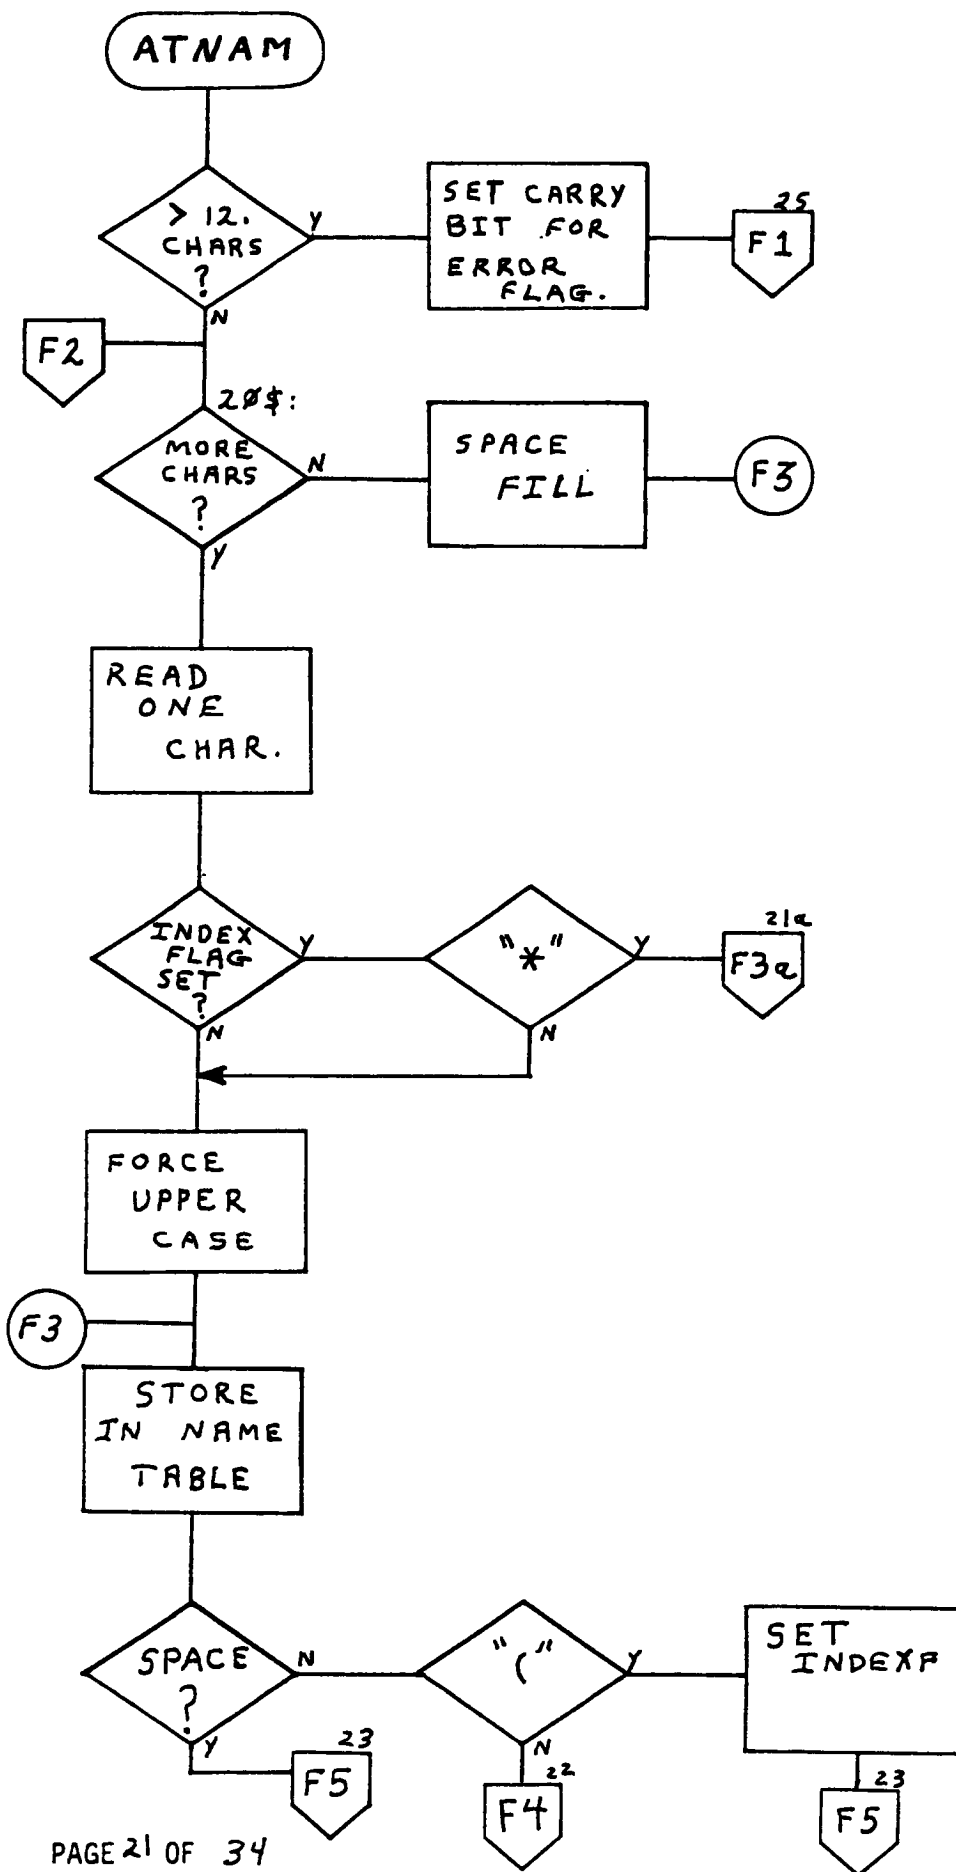 ATNAM
> 12.
CHARS
?
Y
N
SET CARRY
BIT FOR
ERROR
FLAG.
25
F1
F2
20$:
MORE
CHARS
?
N
Y
SPACE
FILL
F3
READ
ONE
CHAR.
INDEX
FLAG
SET
?
Y
N
"*"
Y
N
21a
F3a
FORCE
UPPER
CASE
F3
STORE
IN NAME
TABLE
SPACE
?
N
Y
23
F5
"("
Y
N
22
F4
SET
INDEXF
23
F5
PAGE 21 OF 34